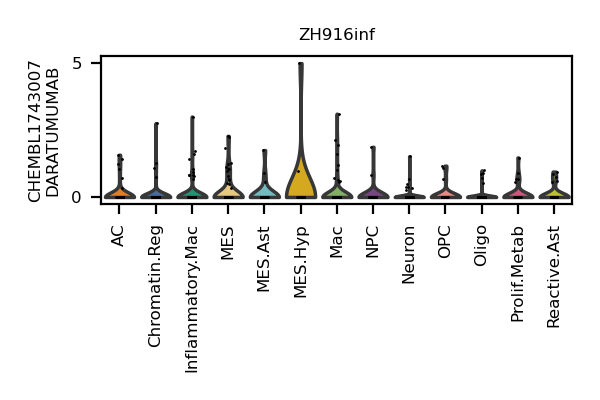 ZH916inf
CHEMBL1743007
DARATUMUMAB
5
0
AC
Chromatin.Reg
Inflammatory.Mac
MES
MES.Ast
MES.Hyp
Mac
NPC
Neuron
OPC
Oligo
Prolif.Metab
Reactive.Ast